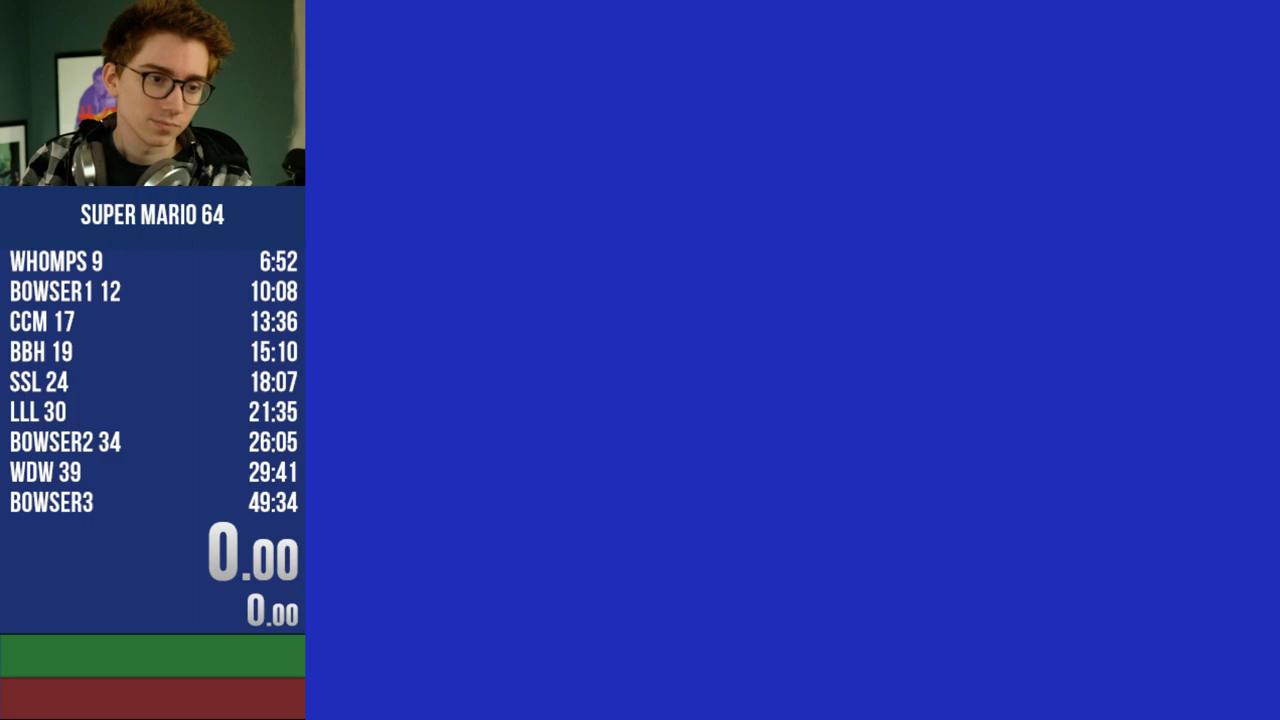 SUPER MARIO 64
WHOMPS 9 6:52
BOWSER1 12 10:08
CCM 17 13:36
BBH 19 15:10
SSL 24 18:07
LLL 30 21:35
BOWSER2 34 26:05
WDW 39 29:41
BOWSER3 49:34
0.00
0.00